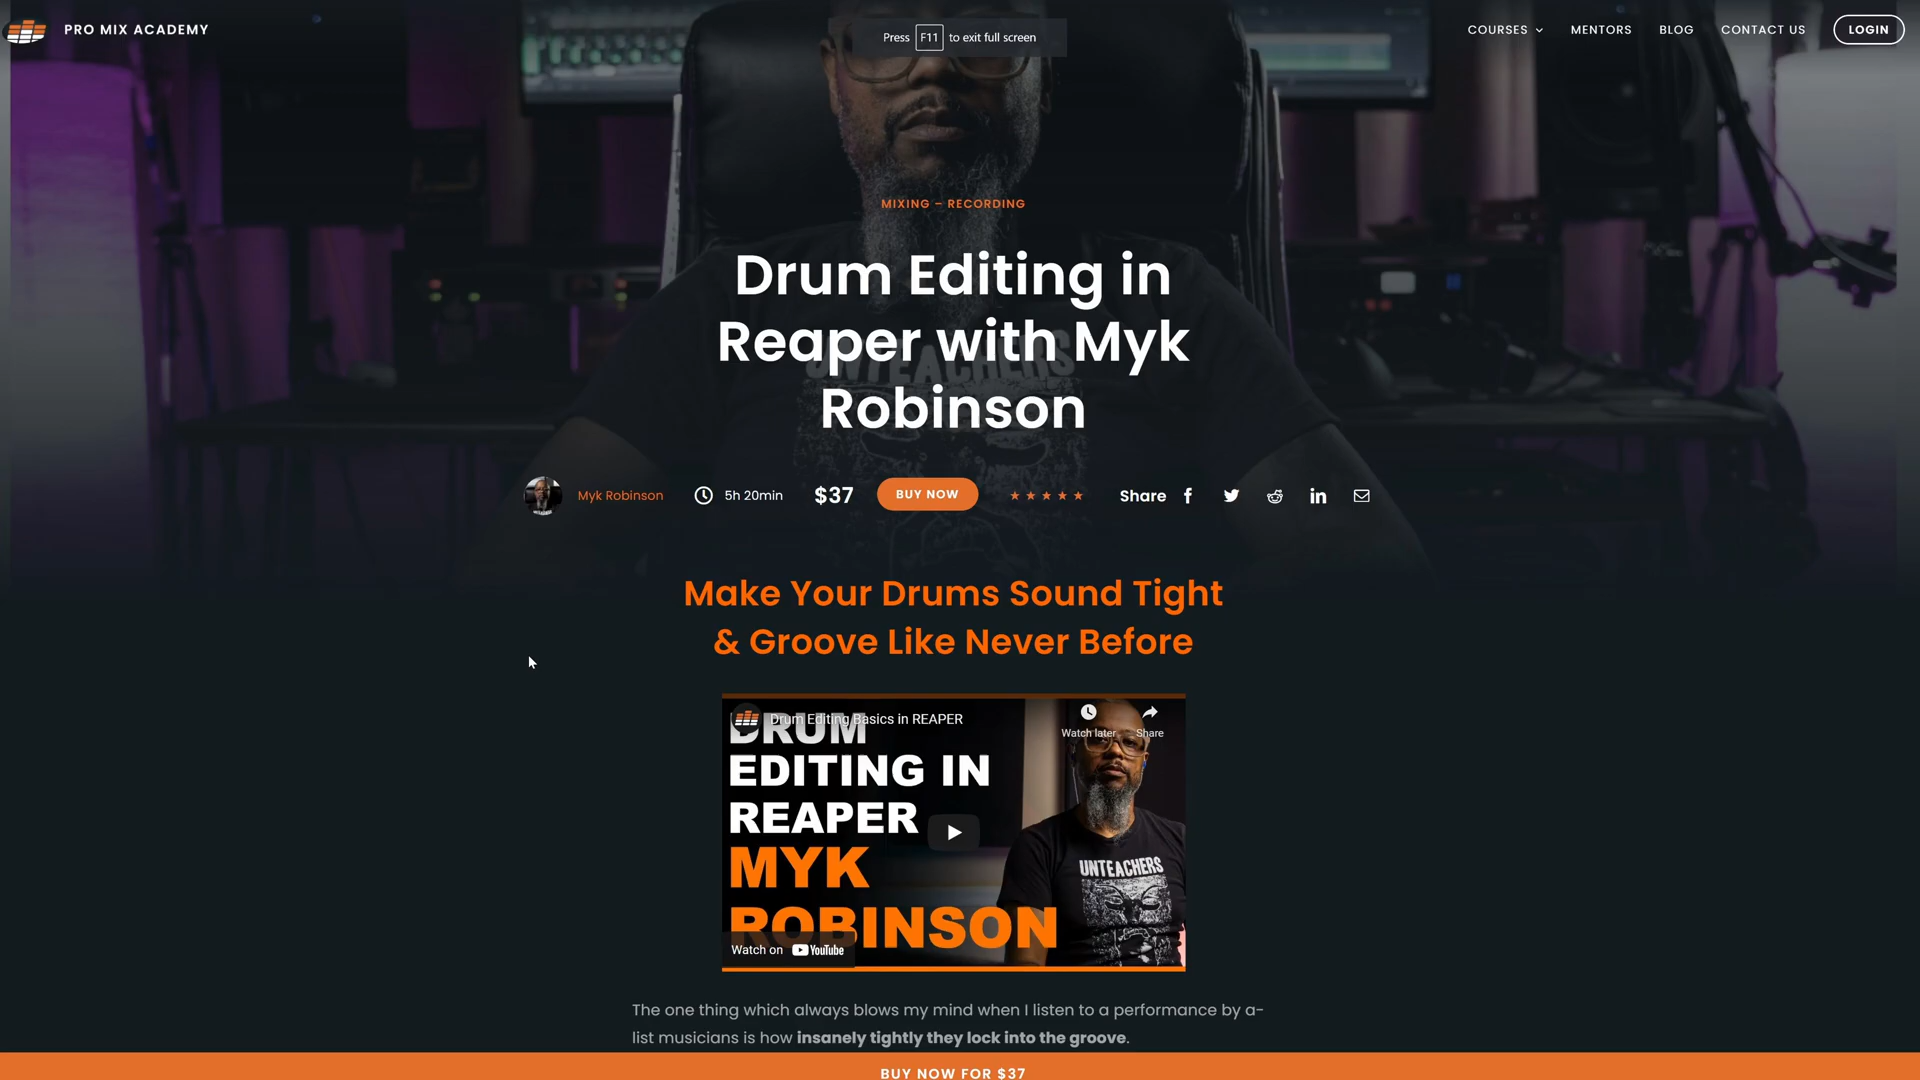 PRO MIX ACADEMY
Press F11 to exit full screen
COURSES MENTORS BLOG CONTACT US LOGIN
MIXING – RECORDING
Drum Editing in
Reaper with Myk
Robinson
UNTEACHERS
Myk Robinson 5h 20min $37 BUY NOW Share
Make Your Drums Sound Tight
& Groove Like Never Before
Drum Editing Basics in REAPER
Watch later Share
DRUM
EDITING IN
REAPER
MYK
ROBINSON
UNTEACHERS
Watch on YouTube
The one thing which always blows my mind when I listen to a performance by a-
list musicians is how insanely tightly they lock into the groove.
BUY NOW FOR $37